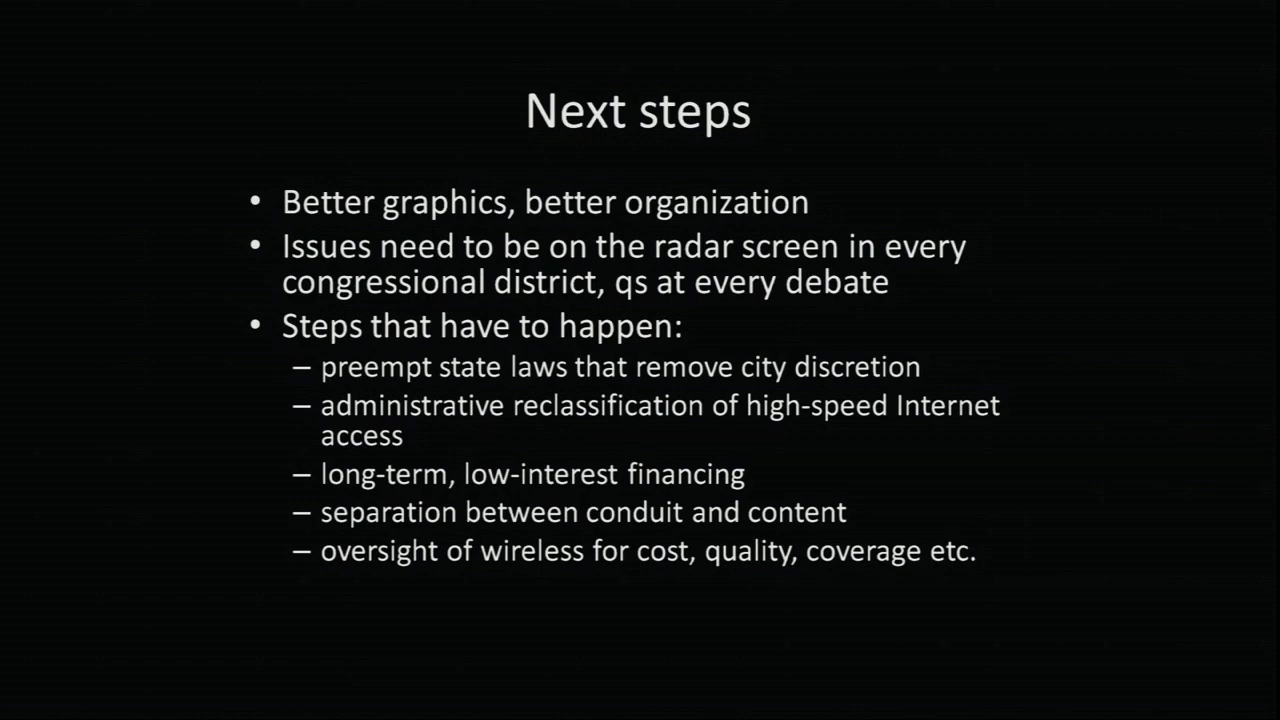 Next steps
• Better graphics, better organization
• Issues need to be on the radar screen in every
congressional district, qs at every debate
• Steps that have to happen:
– preempt state laws that remove city discretion
– administrative reclassification of high-speed Internet
access
– long-term, low-interest financing
– separation between conduit and content
– oversight of wireless for cost, quality, coverage etc.